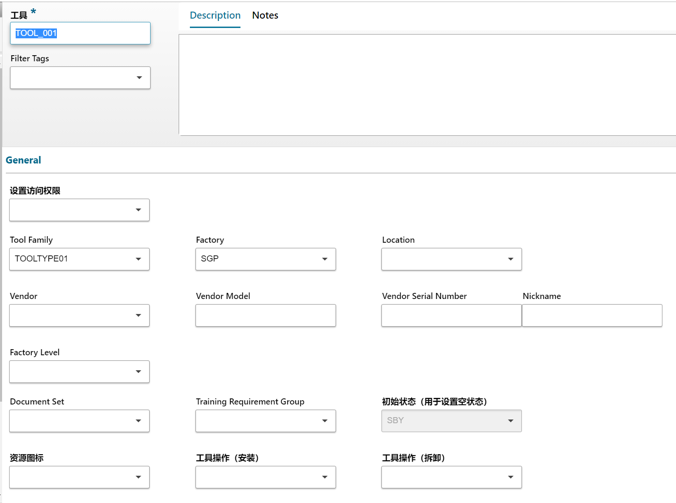 工具 *
TOOL_001
Filter Tags
Description Notes
General
设置访问权限
Tool Family Factory Location
TOOLTYPE01 SGP
Vendor Vendor Model Vendor Serial Number Nickname
Factory Level
Document Set Training Requirement Group 初始状态（用于设置空状态）
SBY
资源图标 工具操作（安装） 工具操作（拆卸）